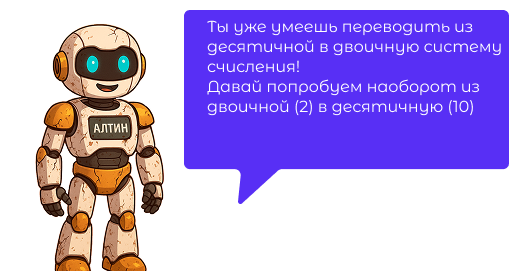 Ты уже умеешь переводить из
десятичной в двоичную систему
счисления!
Давай попробуем наоборот из
двоичной (2) в десятичную (10)
АЛТИН